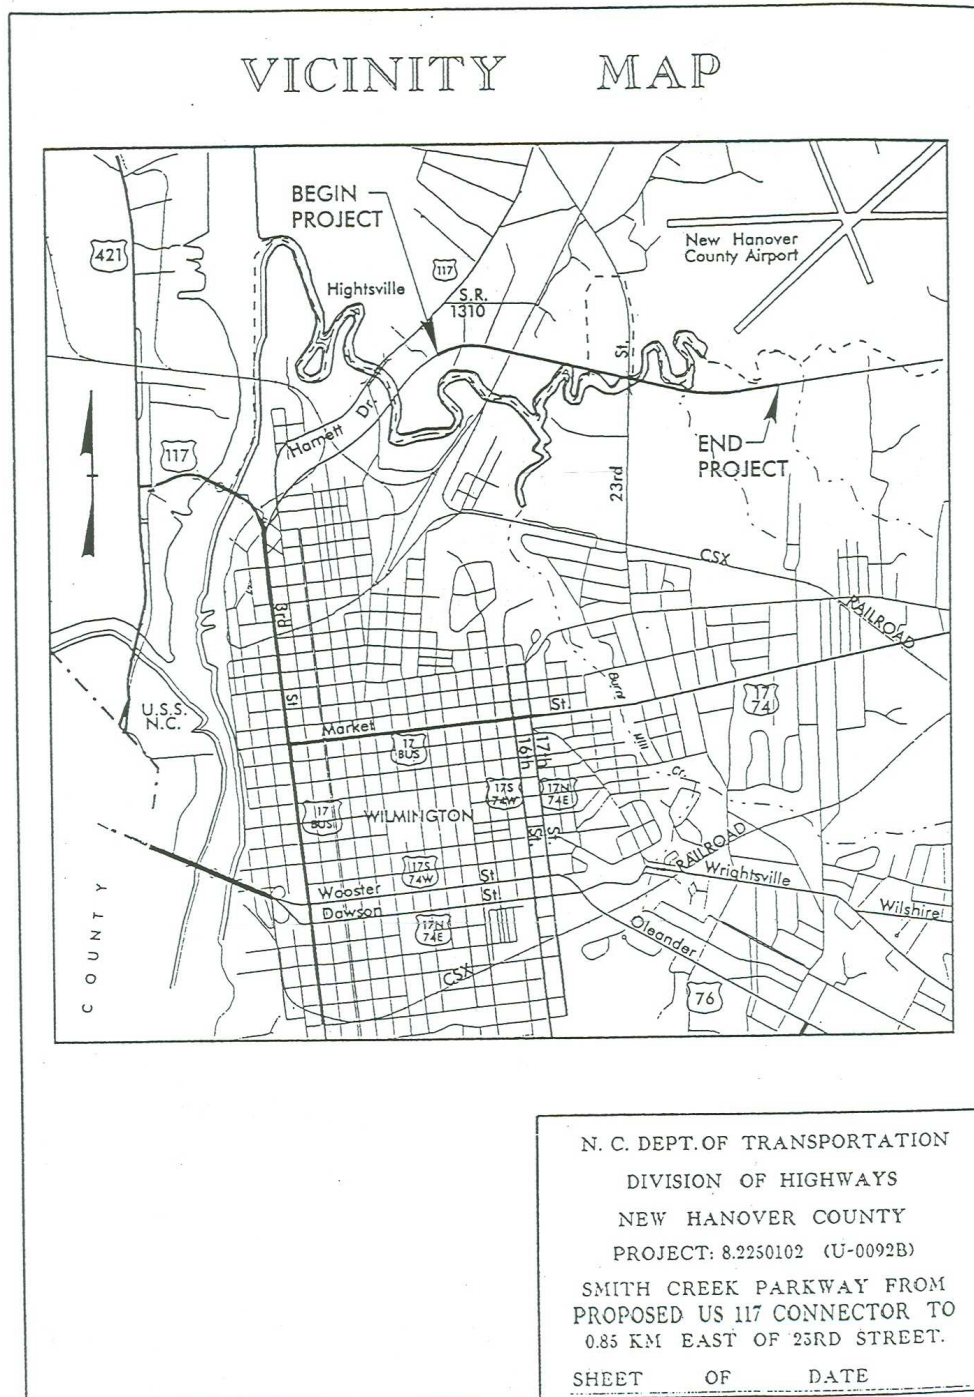 VICINITY MAP
BEGIN
PROJECT
421
117
New Hanover
County Airport
Hightsville
S.R.
1310
St.
Harnett Dr.
END
PROJECT
117
23rd
CSX
RAILROAD
3rd
St
U.S.S.
N.C.
Burnt Mill Cr.
17
74
Market St.
17
BUS
16th
17th
17S
74W
17N
74E
17
BUS
WILMINGTON
St.
St.
RAILROAD
17S
74W
Wrightsville
Wooster St
Dawson St.
Wilshire
17N
74E
Oleander
COUNTY
CSX
76
N. C. DEPT. OF TRANSPORTATION
DIVISION OF HIGHWAYS
NEW HANOVER COUNTY
PROJECT: 8.2250102 (U-0092B)
SMITH CREEK PARKWAY FROM
PROPOSED US 117 CONNECTOR TO
0.85 KM EAST OF 23RD STREET.
SHEET OF DATE